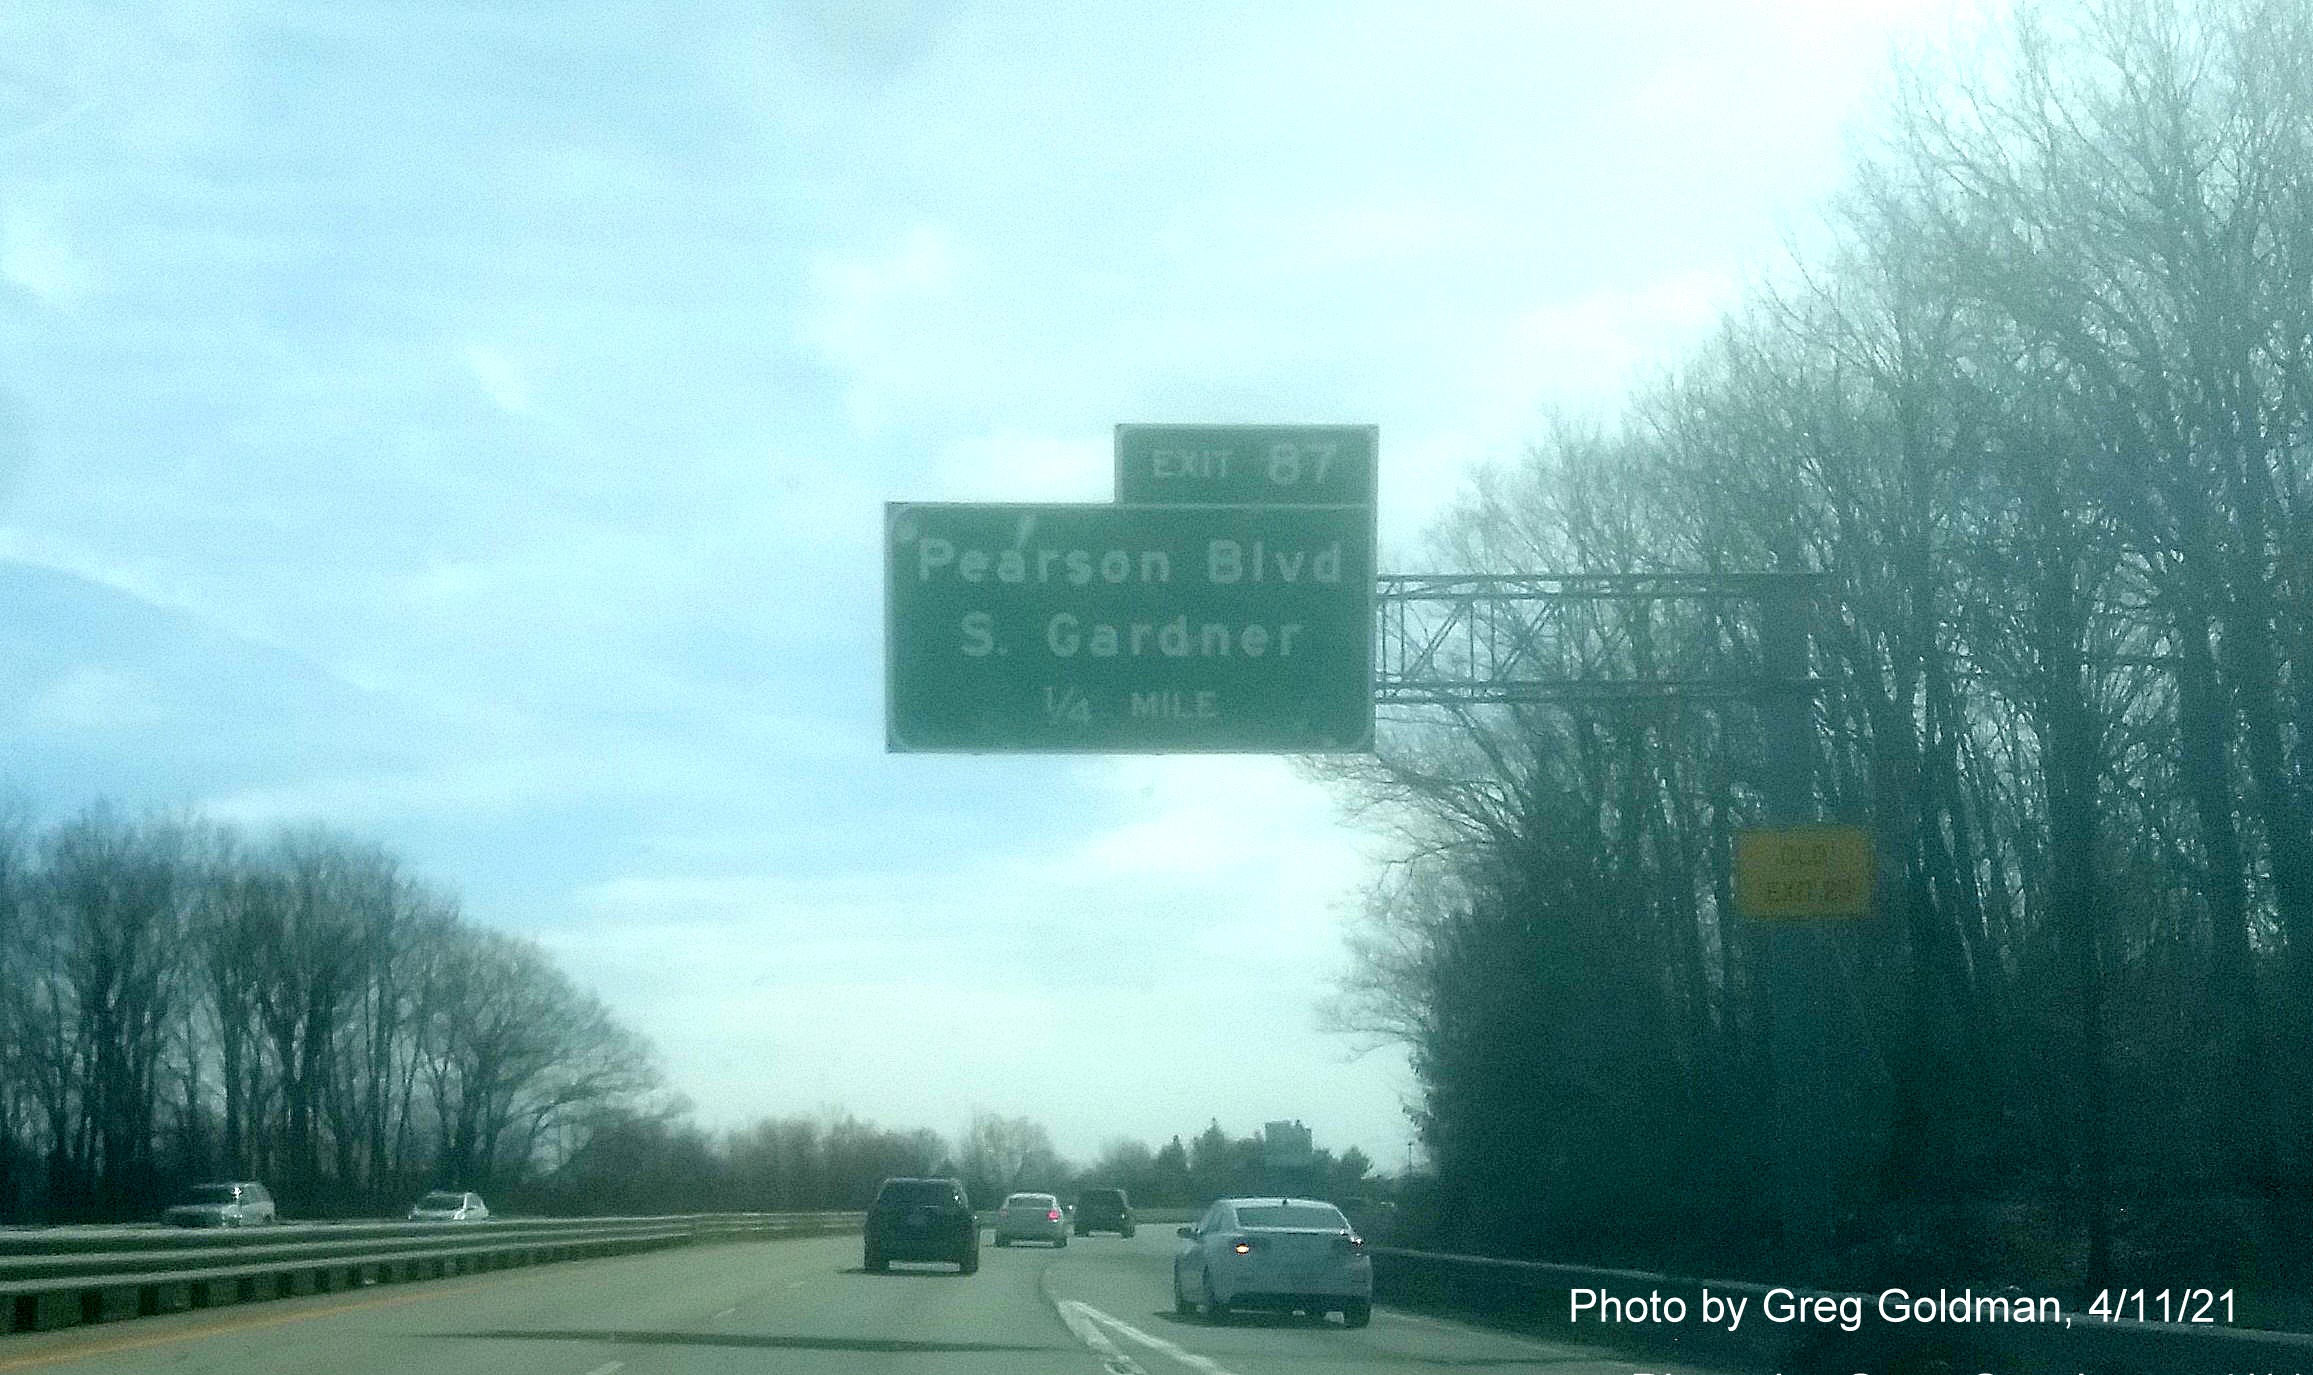 EXIT 87
Pearson Blvd
S. Gardner
1/4 MILE
OLD
EXIT 23
Photo by Greg Goldman, 4/11/21